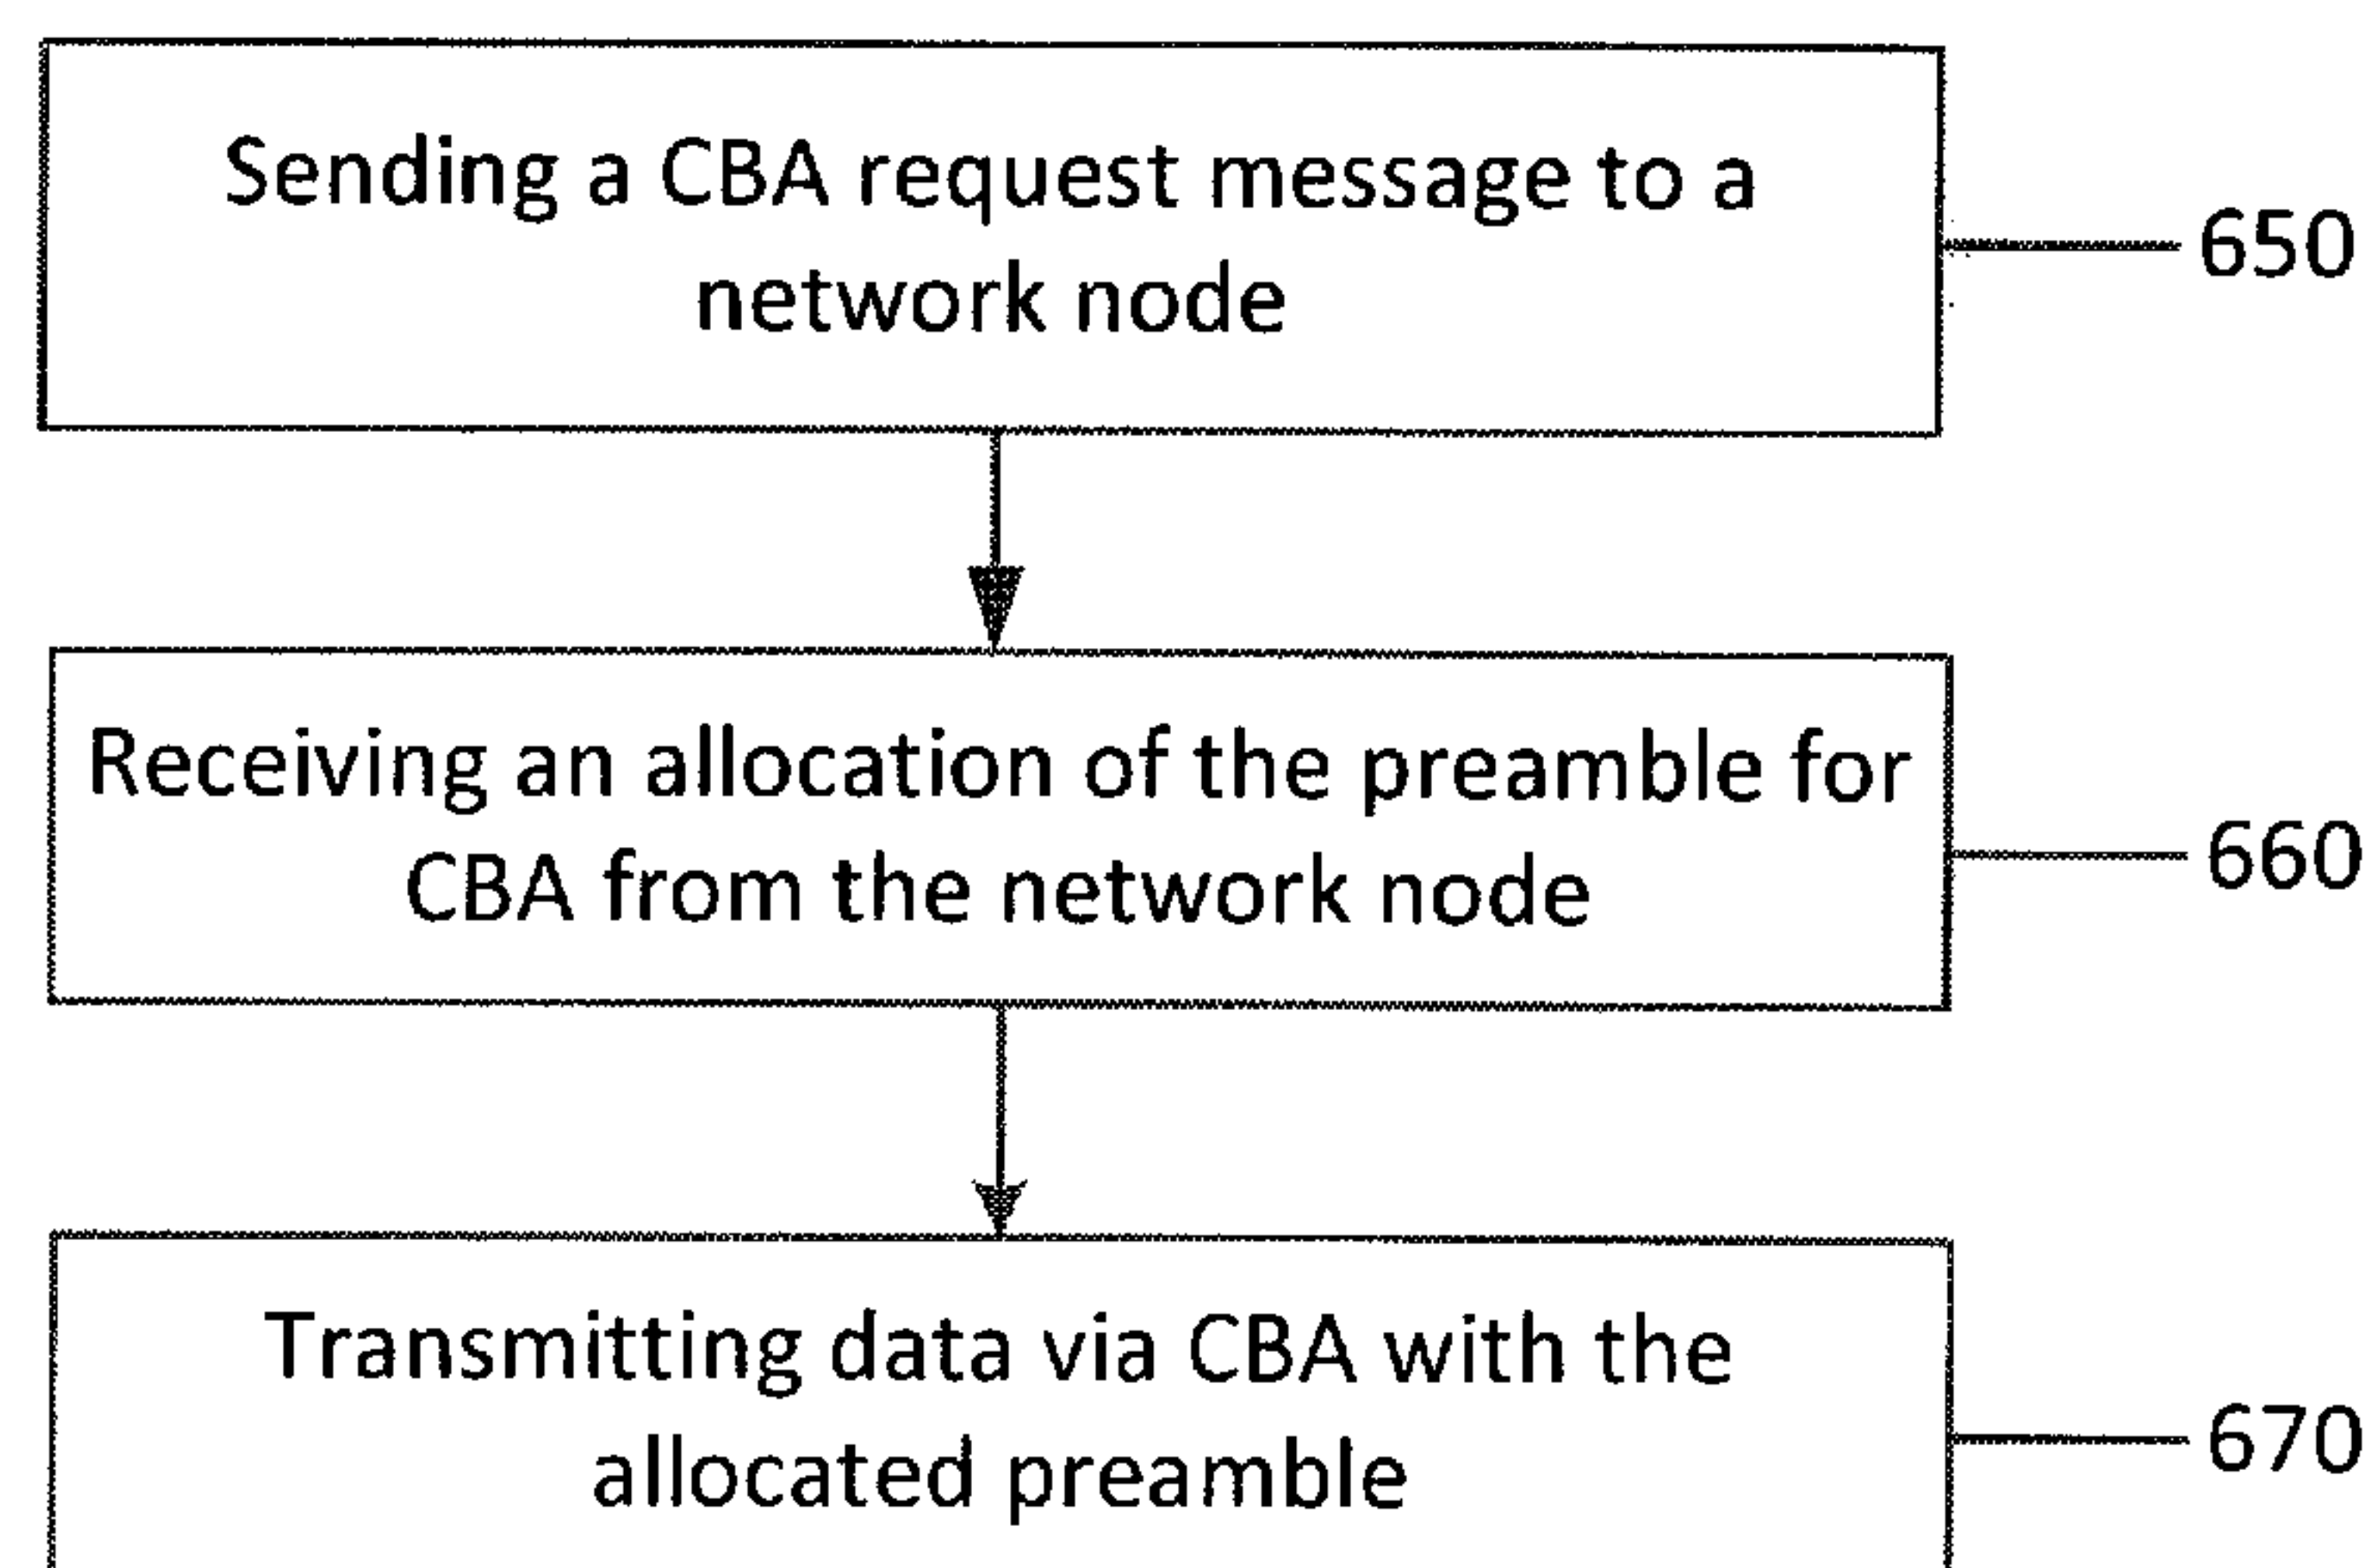 Sending a CBA request message to a
network node
650
Receiving an allocation of the preamble for
CBA from the network node
660
Transmitting data via CBA with the
allocated preamble
670